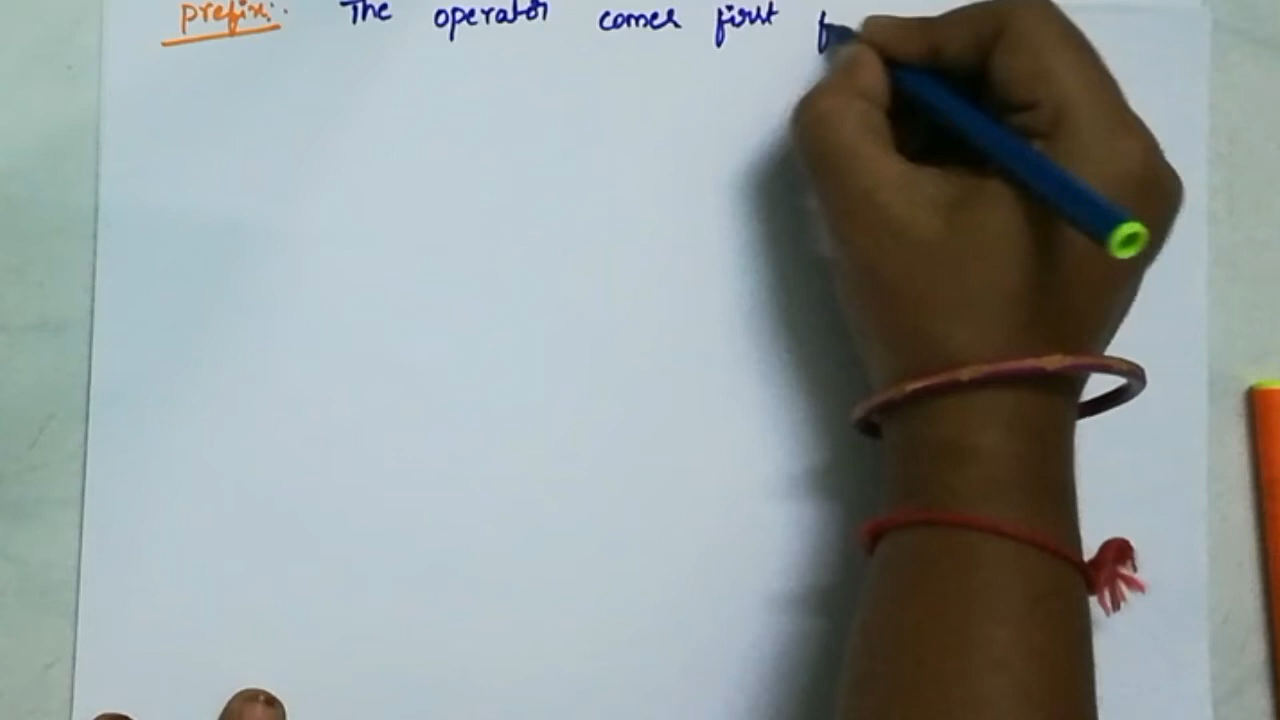 prefix:- The operator comes first